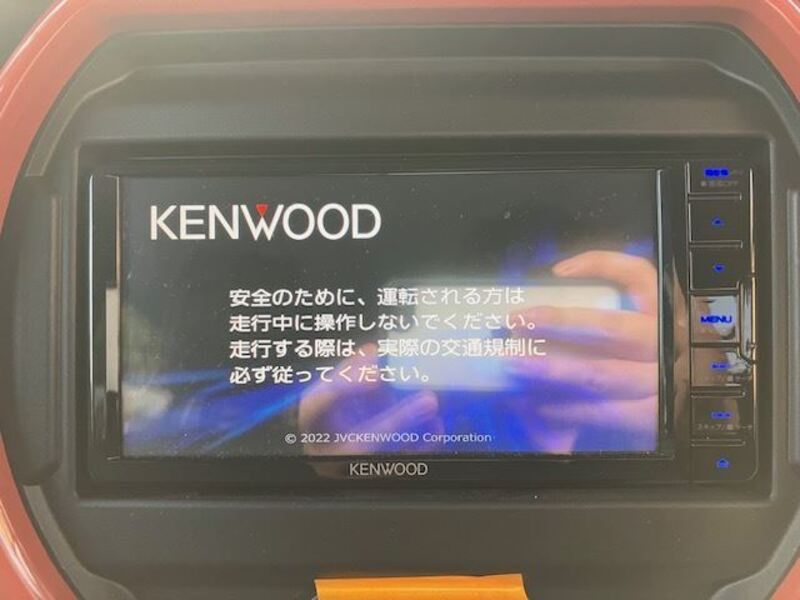 KENWOOD
安全のために、運転される方は
走行中に操作しないでください。
走行する際は、実際の交通規制に
必ず従ってください。
© 2022 JVCKENWOOD Corporation
KENWOOD
MENU